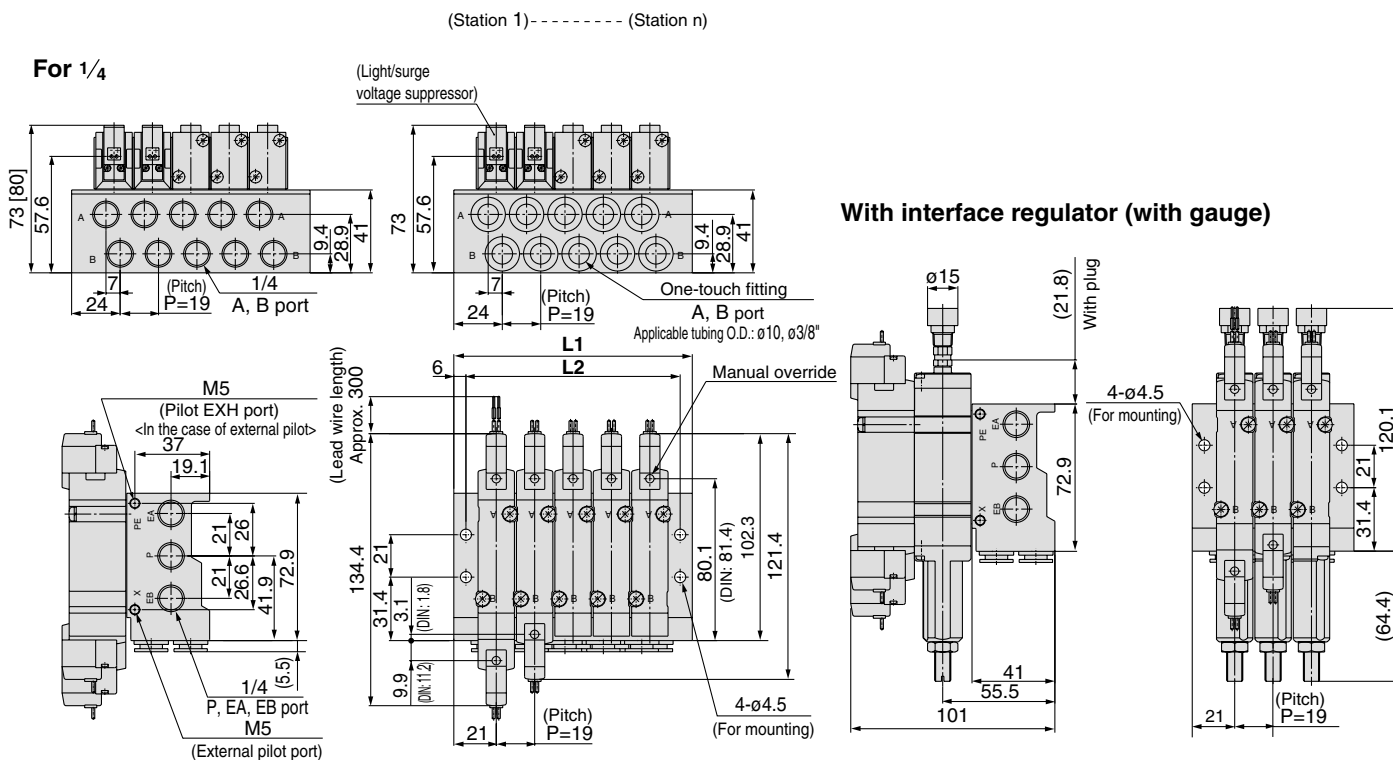 (Station 1)---------- (Station n)
For 1/4
(Light/surge
voltage suppressor)
73 [80]
57.6
A
A
B
B
9.4
28.9
41
7
24
(Pitch)
P=19
1/4
A, B port
73
57.6
A
A
B
B
9.4
28.9
41
7
24
(Pitch)
P=19
One-touch fitting
A, B port
Applicable tubing O.D.: ø10, ø3/8"
With interface regulator (with gauge)
M5
(Pilot EXH port)
<In the case of external pilot>
37
19.1
PE
EA
P
X
EB
21
26
21
26.6
41.9
72.9
(5.5)
1/4
P, EA, EB port
M5
(External pilot port)
L1
L2
6
(Lead wire length)
Approx. 300
Manual override
134.4
21
31.4
3.1
(DIN: 1.8)
9.9
(DIN: 11.2)
A
A
A
A
A
B
B
B
B
B
80.1
(DIN: 81.4)
102.3
121.4
21
(Pitch)
P=19
4-ø4.5
(For mounting)
ø15
(21.8)
With plug
PE
EA
P
X
EB
72.9
41
55.5
101
4-ø4.5
(For mounting)
A
A
A
B
B
B
21
31.4
120.1
(64.4)
21
(Pitch)
P=19